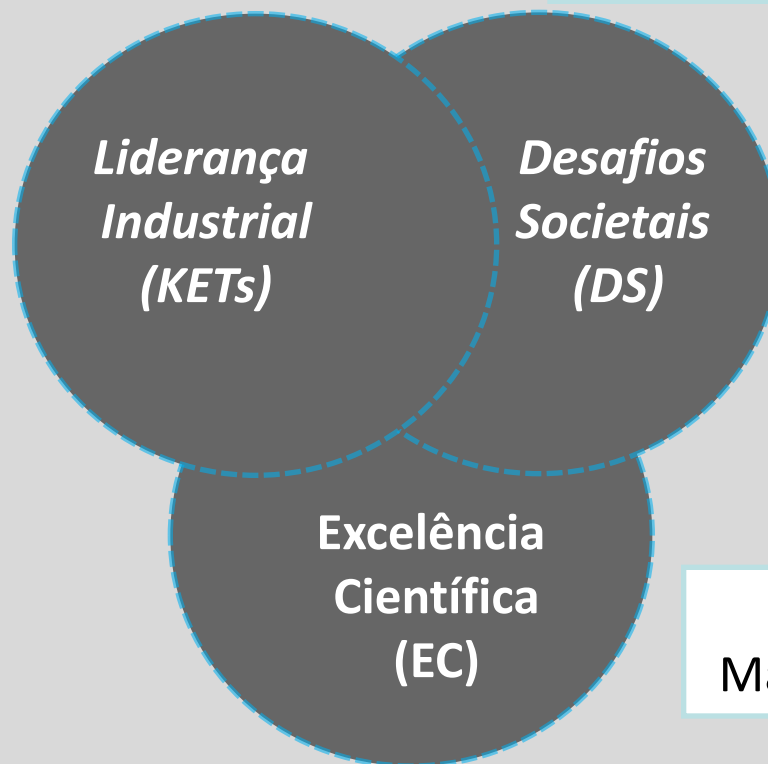 Liderança
Industrial
(KETs)
Desafios
Societais
(DS)
Excelência
Científica
(EC)